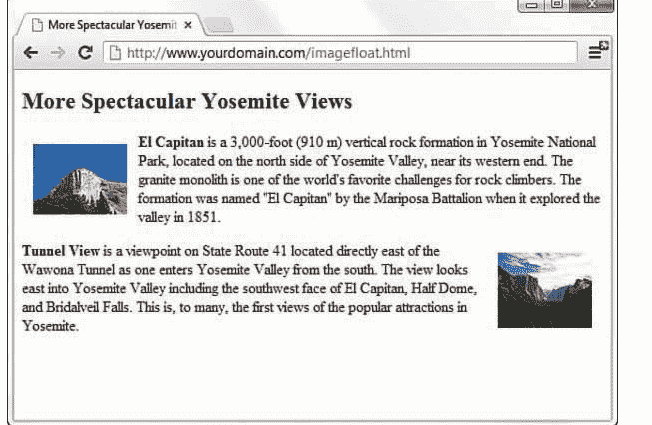 More Spectacular Yosemit
http://www.yourdomain.com/imagefloat.html
More Spectacular Yosemite Views
El Capitan is a 3,000-foot (910 m) vertical rock formation in Yosemite National
Park, located on the north side of Yosemite Valley, near its western end. The
granite monolith is one of the world's favorite challenges for rock climbers. The
formation was named "El Capitan" by the Mariposa Battalion when it explored the
valley in 1851.
Tunnel View is a viewpoint on State Route 41 located directly east of the
Wawona Tunnel as one enters Yosemite Valley from the south. The view looks
east into Yosemite Valley including the southwest face of El Capitan, Half Dome,
and Bridalveil Falls. This is, to many, the first views of the popular attractions in
Yosemite.